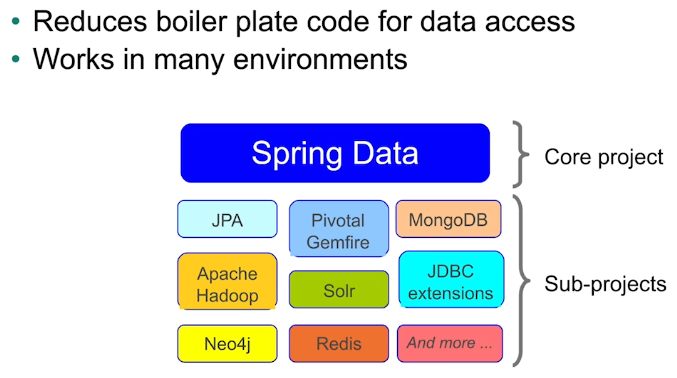 • Reduces boiler plate code for data access
• Works in many environments
Spring Data
Core project
JPA
Pivotal
Gemfire
MongoDB
Apache
Hadoop
Solr
JDBC
extensions
Sub-projects
Neo4j
Redis
And more ...